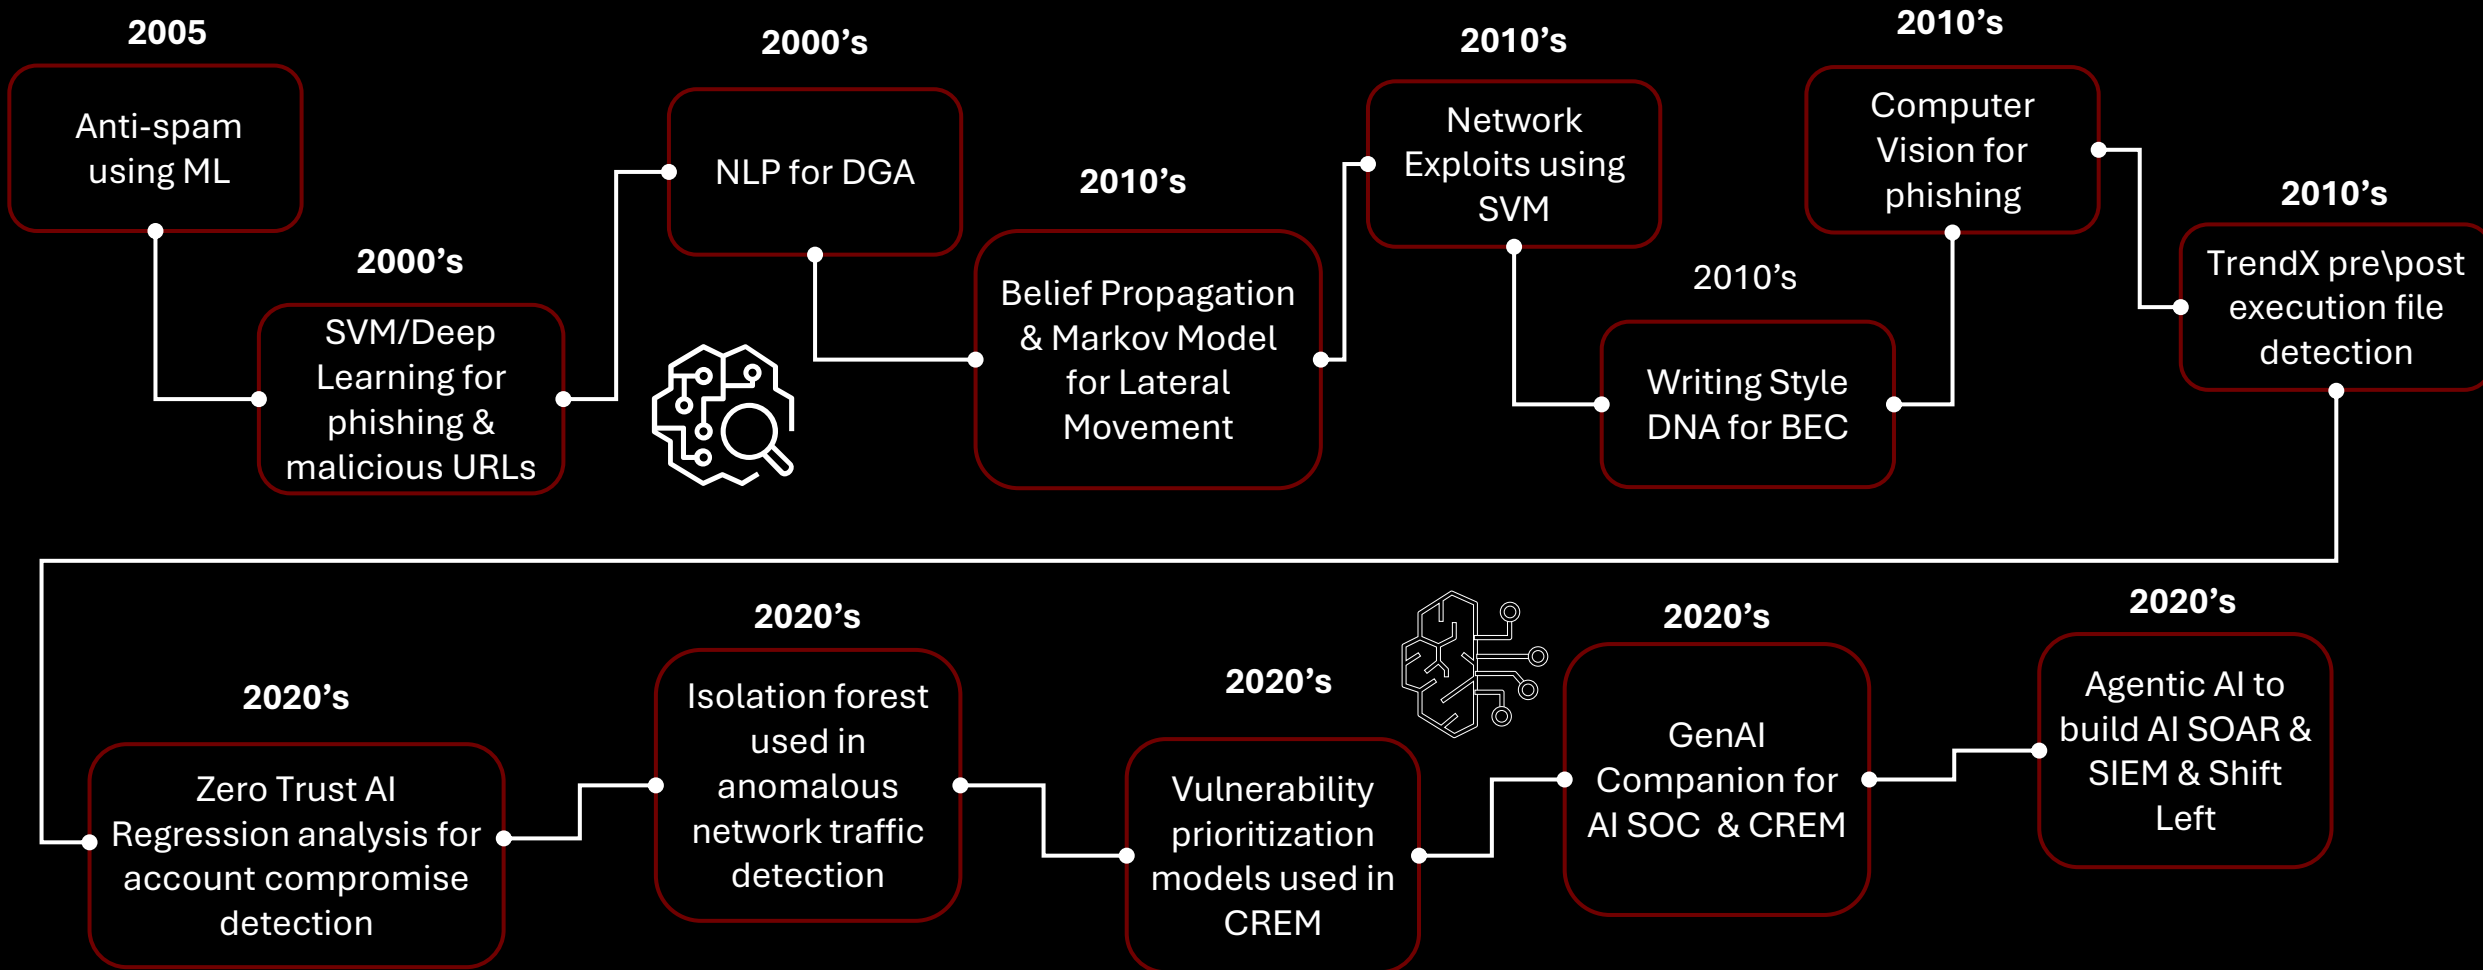 2005
Anti-spam
using ML
2000’s
SVM/Deep
Learning for
phishing &
malicious URLs
2000’s
NLP for DGA
2010’s
Belief Propagation
& Markov Model
for Lateral
Movement
2010’s
Network
Exploits using
SVM
2010’s
Writing Style
DNA for BEC
2010’s
Computer
Vision for
phishing
2010’s
TrendX pre\post
execution file
detection
2020’s
Zero Trust AI
Regression analysis for
account compromise
detection
2020’s
Isolation forest
used in
anomalous
network traffic
detection
2020’s
Vulnerability
prioritization
models used in
CREM
2020’s
GenAI
Companion for
AI SOC & CREM
2020’s
Agentic AI to
build AI SOAR &
SIEM & Shift
Left